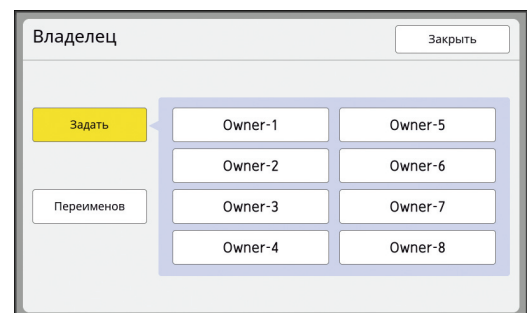 Владелец
Закрыть
Задать
Owner-1
Owner-5
Owner-2
Owner-6
Переименов
Owner-3
Owner-7
Owner-4
Owner-8